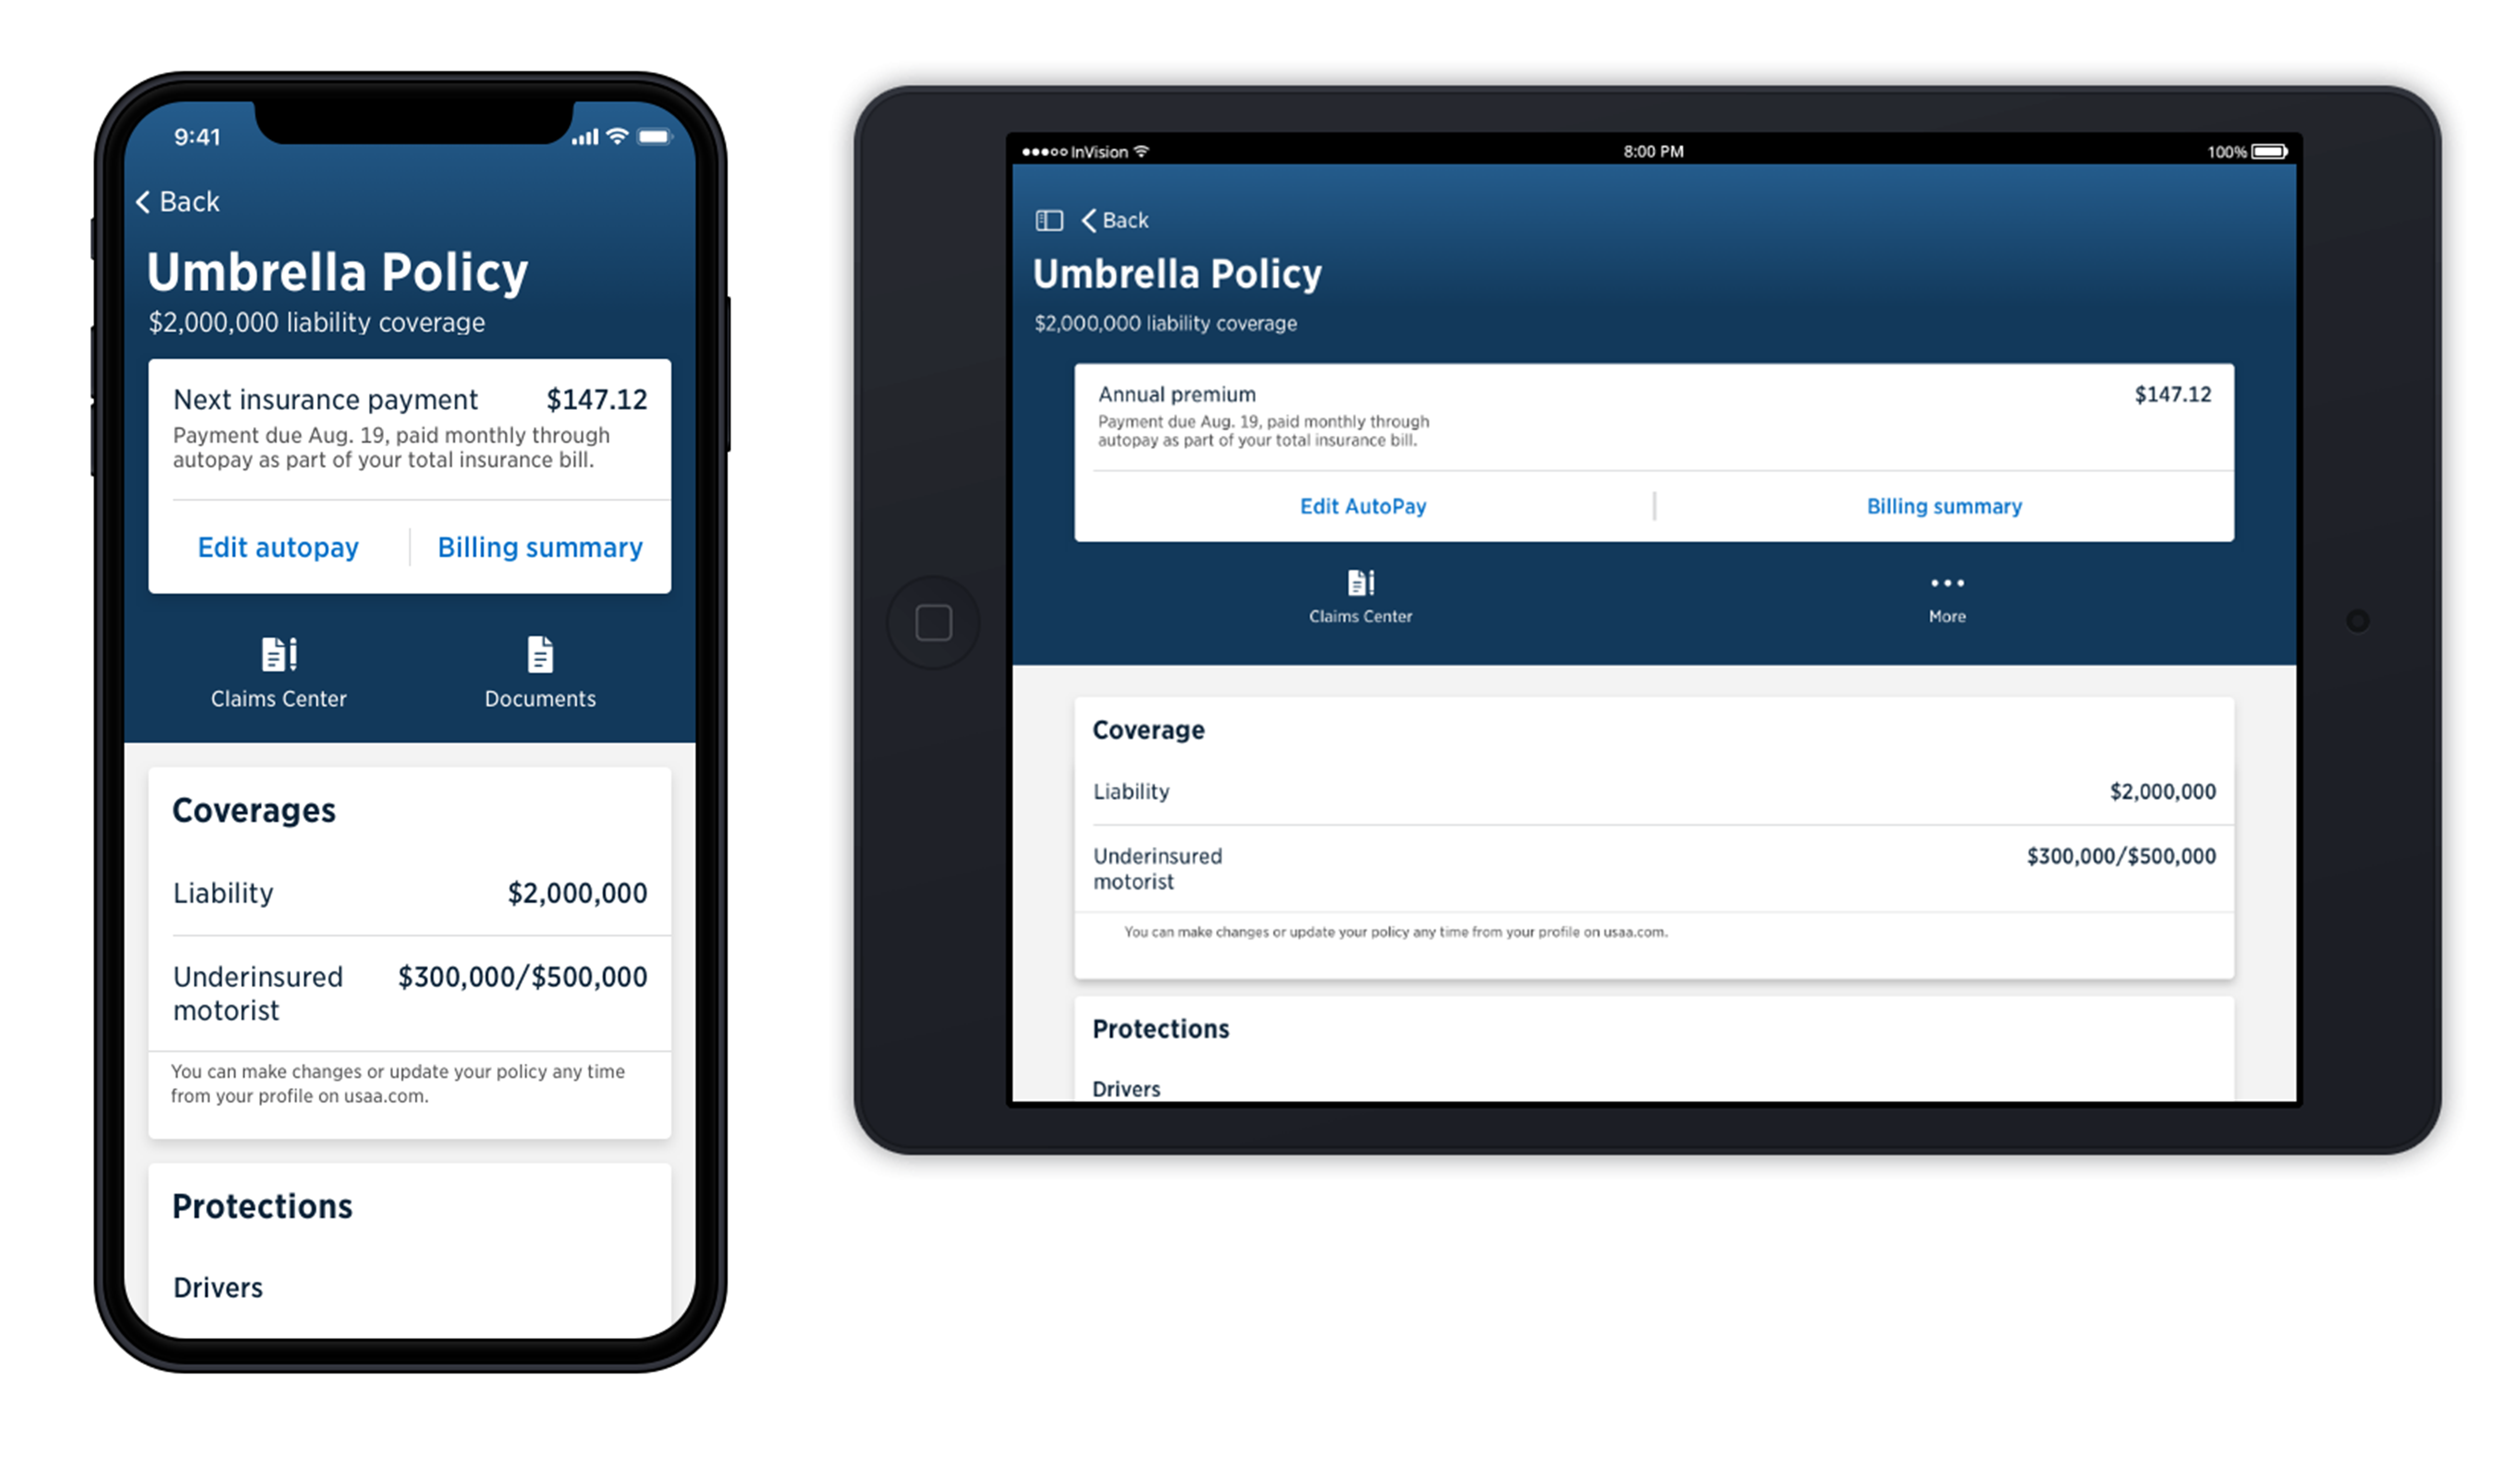 9:41
Back
Umbrella Policy
$2,000,000 liability coverage
Next insurance payment $147.12
Payment due Aug. 19, paid monthly through
autopay as part of your total insurance bill.
Edit autopay Billing summary
Claims Center Documents
Coverages
Liability $2,000,000
Underinsured $300,000/$500,000
motorist
You can make changes or update your policy any time
from your profile on usaa.com.
Protections
Drivers
InVision 8:00 PM 100%
Back
Umbrella Policy
$2,000,000 liability coverage
Annual premium $147.12
Payment due Aug. 19, paid monthly through
autopay as part of your total insurance bill.
Edit AutoPay Billing summary
Claims Center More
Coverage
Liability $2,000,000
Underinsured $300,000/$500,000
motorist
You can make changes or update your policy any time from your profile on usaa.com.
Protections
Drivers